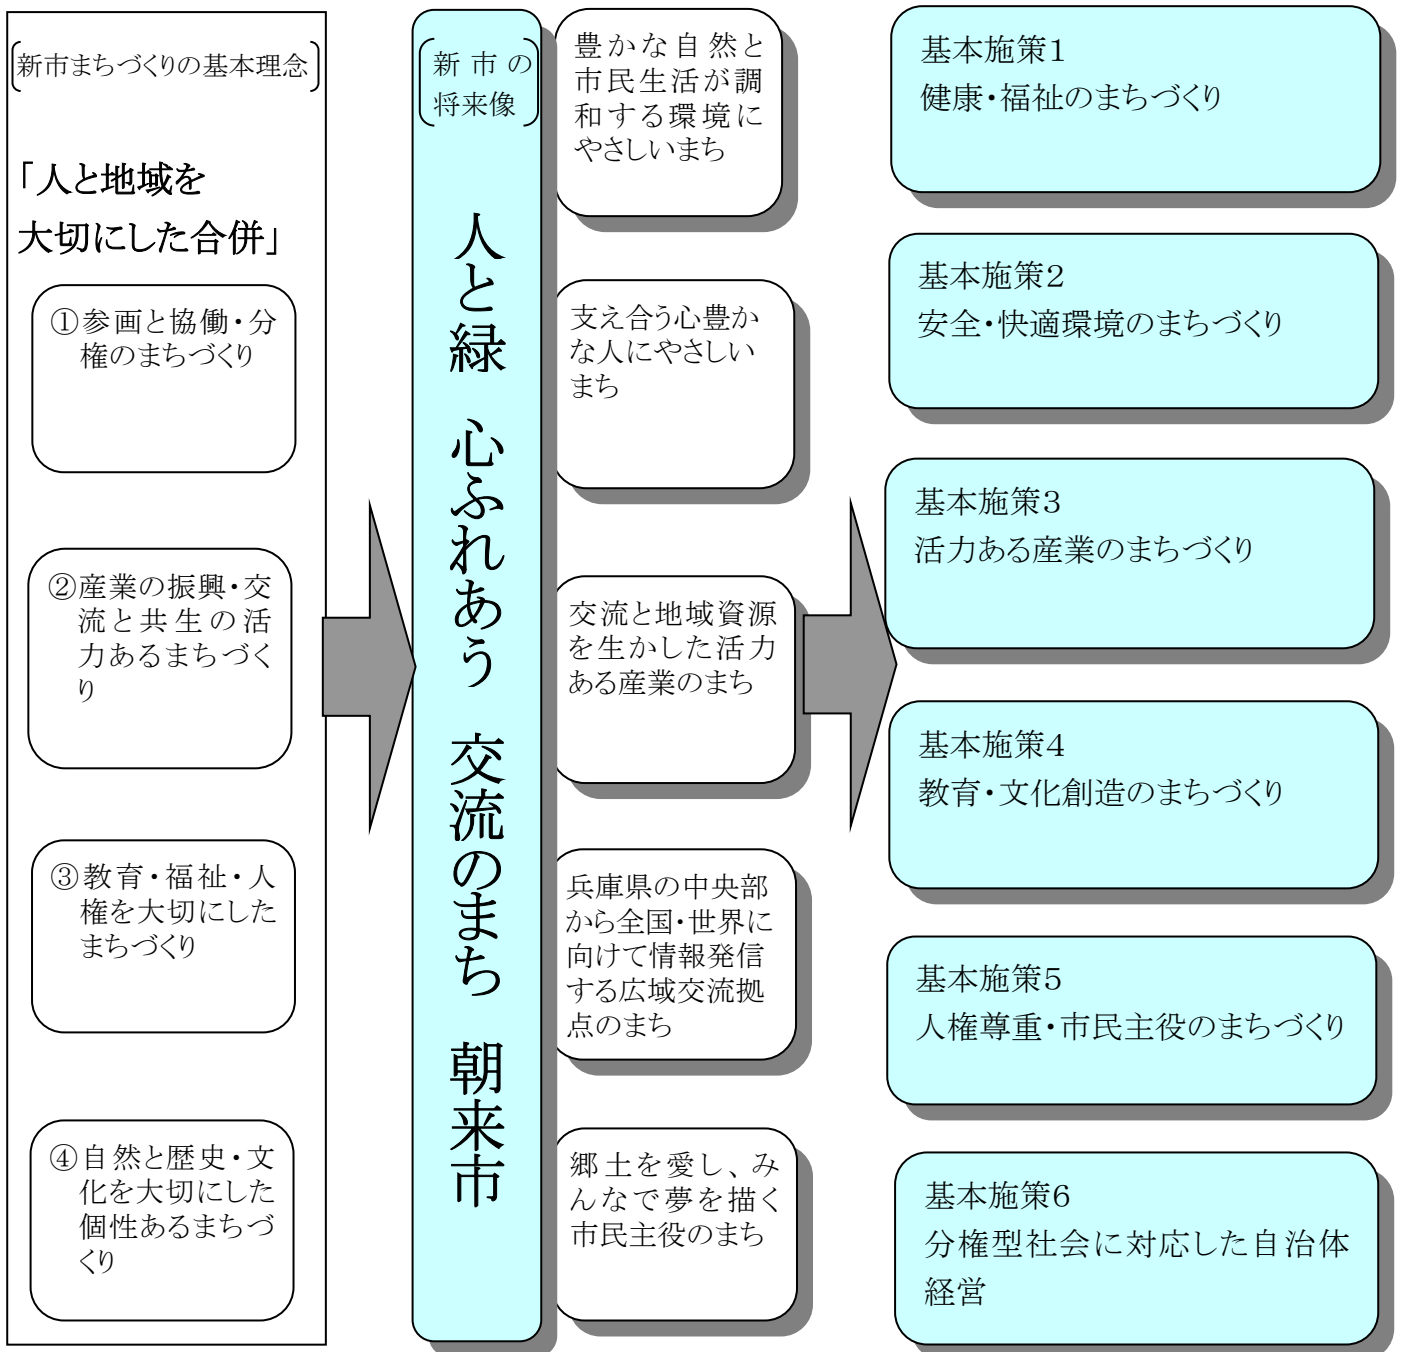 新市まちづくりの基本理念
「人と地域を
大切にした合併」
①参画と協働・分
権のまちづくり
②産業の振興・交
流と共生の活
力あるまちづく
り
③教育・福祉・人
権を大切にした
まちづくり
④自然と歴史・文
化を大切にした
個性あるまちづ
くり
新市の
将来像
人と緑 心ふれあう 交流のまち 朝来市
豊かな自然と
市民生活が調
和する環境に
やさしいまち
支え合う心豊か
な人にやさしい
まち
交流と地域資源
を生かした活力
ある産業のまち
兵庫県の中央部
から全国・世界に
向けて情報発信
する広域交流拠
点のまち
郷土を愛し、み
んなで夢を描く
市民主役のまち
基本施策1
健康・福祉のまちづくり
基本施策2
安全・快適環境のまちづくり
基本施策3
活力ある産業のまちづくり
基本施策4
教育・文化創造のまちづくり
基本施策5
人権尊重・市民主役のまちづくり
基本施策6
分権型社会に対応した自治体
経営